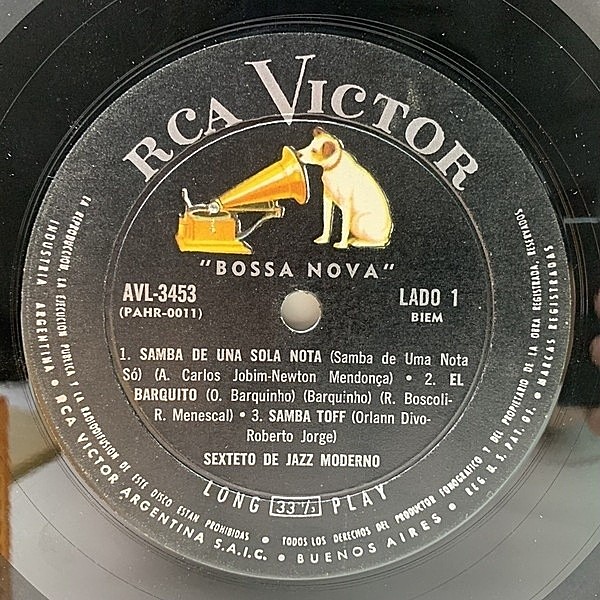 RCA VICTOR
"BOSSA NOVA"
AVL-3453
(PAHR-0011)
LADO 1
BIEM
1. SAMBA DE UNA SOLA NOTA (Samba de Uma Nota
Só) (A. Carlos Jobim-Newton Mendonça) • 2. EL
BARQUITO (O. Barquinho) (Barquinho) (R. Boscoli-
R. Menescal) • 3. SAMBA TOFF (Orlann Divo-
Roberto Jorge)
SEXTETO DE JAZZ MODERNO
LONG 33⅓ PLAY
LA REPRODUCCION, LA EJECUCION PUBLICA Y LA RADIODIFUSION DE ESTE DISCO ESTAN PROHIBIDAS • TODOS LOS DERECHOS DEL PRODUCTOR FONOGRAFICO Y DEL PROPIETARIO DE LA OBRA REGISTRADA, RESERVADOS
INDUSTRIA ARGENTINA • RCA VICTOR ARGENTINA S.A.I.C. • BUENOS AIRES • REG. U.S. PAT. OF. • MARCAS REGISTRADAS